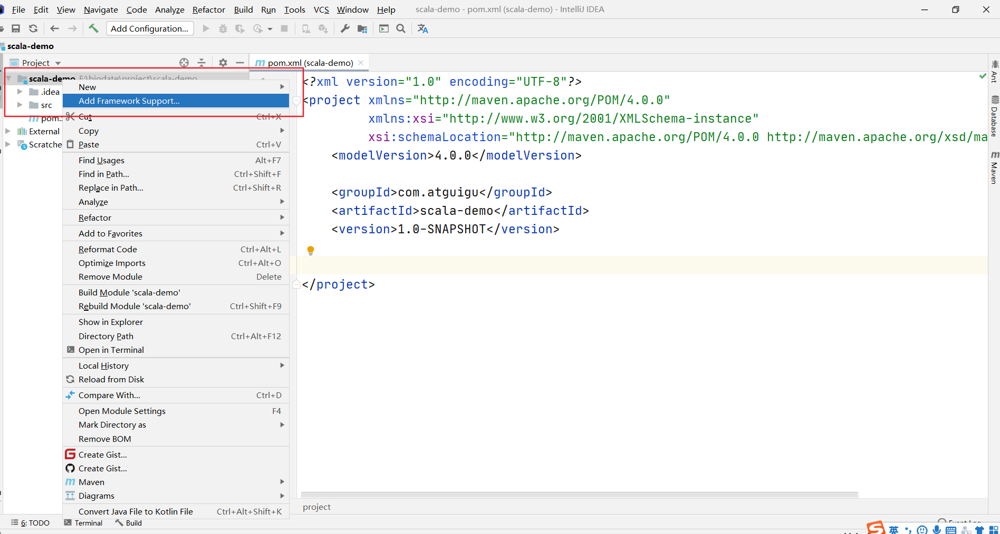 File Edit View Navigate Code Analyze Refactor Build Run Tools VCS Window Help scala-demo - pom.xml (scala-demo) - IntelliJ IDEA
Add Configuration...
scala-demo
Project
pom.xml (scala-demo)
scala-demo F:\bigdate\project\scala-demo
.idea
src
pom.
External
Scratche
New
Add Framework Support...
Cut Ctrl+X
Copy
Paste Ctrl+V
Find Usages Alt+F7
Find in Path... Ctrl+Shift+F
Replace in Path... Ctrl+Shift+R
Analyze
Refactor
Add to Favorites
Reformat Code Ctrl+Alt+L
Optimize Imports Ctrl+Alt+O
Remove Module Delete
Build Module 'scala-demo'
Rebuild Module 'scala-demo' Ctrl+Shift+F9
Show in Explorer
Directory Path Ctrl+Alt+F12
Open in Terminal
Local History
Reload from Disk
Compare With... Ctrl+D
Open Module Settings F4
Mark Directory as
Remove BOM
Create Gist...
Create Gist...
Maven
Diagrams
Convert Java File to Kotlin File Ctrl+Alt+Shift+K
<?xml version="1.0" encoding="UTF-8"?>
<project xmlns="http://maven.apache.org/POM/4.0.0"
xmlns:xsi="http://www.w3.org/2001/XMLSchema-instance"
xsi:schemaLocation="http://maven.apache.org/POM/4.0.0 http://maven.apache.org/xsd/ma
<modelVersion>4.0.0</modelVersion>
<groupId>com.atguigu</groupId>
<artifactId>scala-demo</artifactId>
<version>1.0-SNAPSHOT</version>
</project>
project
Ant
Database
Maven
6: TODO Terminal Build
Event Log
英